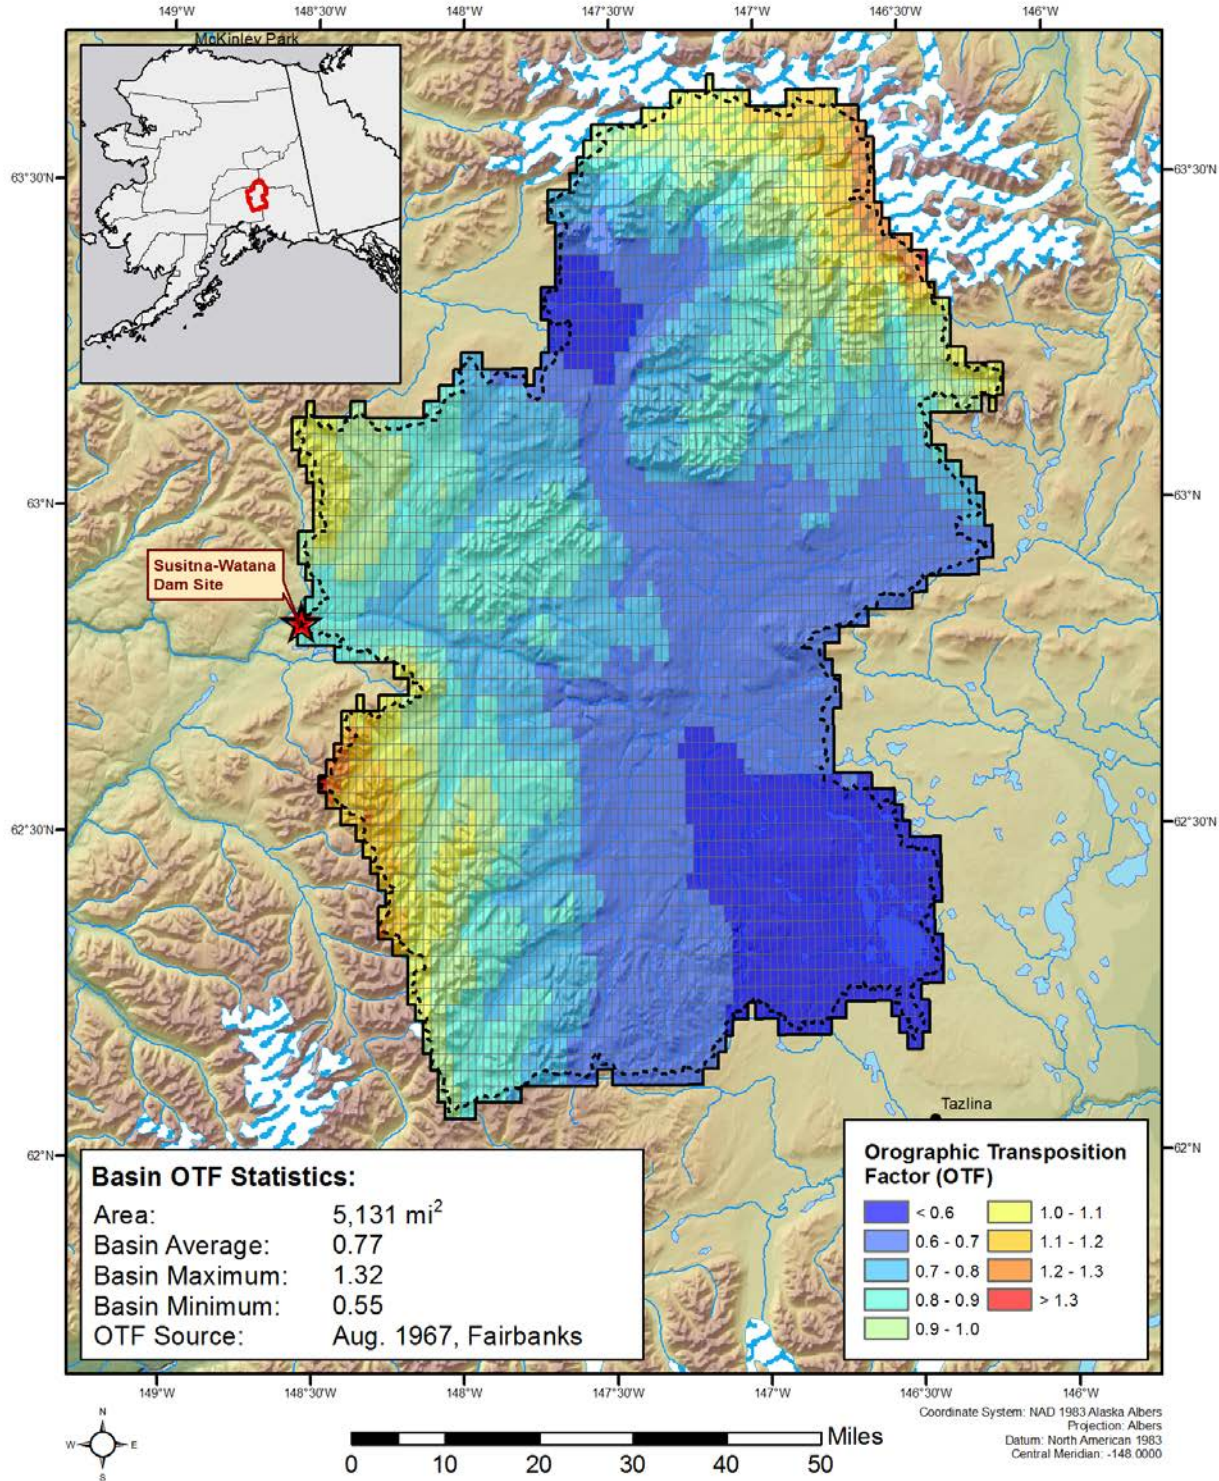 149°W 148°30'W 148°W 147°30'W 147°W 146°30'W 146°W
McKinley Park
63°30'N
63°30'N
63°N
63°N
Susitna-Watana
Dam Site
62°30'N
62°30'N
Tazlina
62°N
62°N
Basin OTF Statistics:
Area: 5,131 mi²
Basin Average: 0.77
Basin Maximum: 1.32
Basin Minimum: 0.55
OTF Source: Aug. 1967, Fairbanks
Orographic Transposition
Factor (OTF)
< 0.6 1.0 - 1.1
0.6 - 0.7 1.1 - 1.2
0.7 - 0.8 1.2 - 1.3
0.8 - 0.9 > 1.3
0.9 - 1.0
149°W 148°30'W 148°W 147°30'W 147°W 146°30'W 146°W
N
W E
S
Miles
0 10 20 30 40 50
Coordinate System: NAD 1983 Alaska Albers
Projection: Albers
Datum: North American 1983
Central Meridian: -148.0000